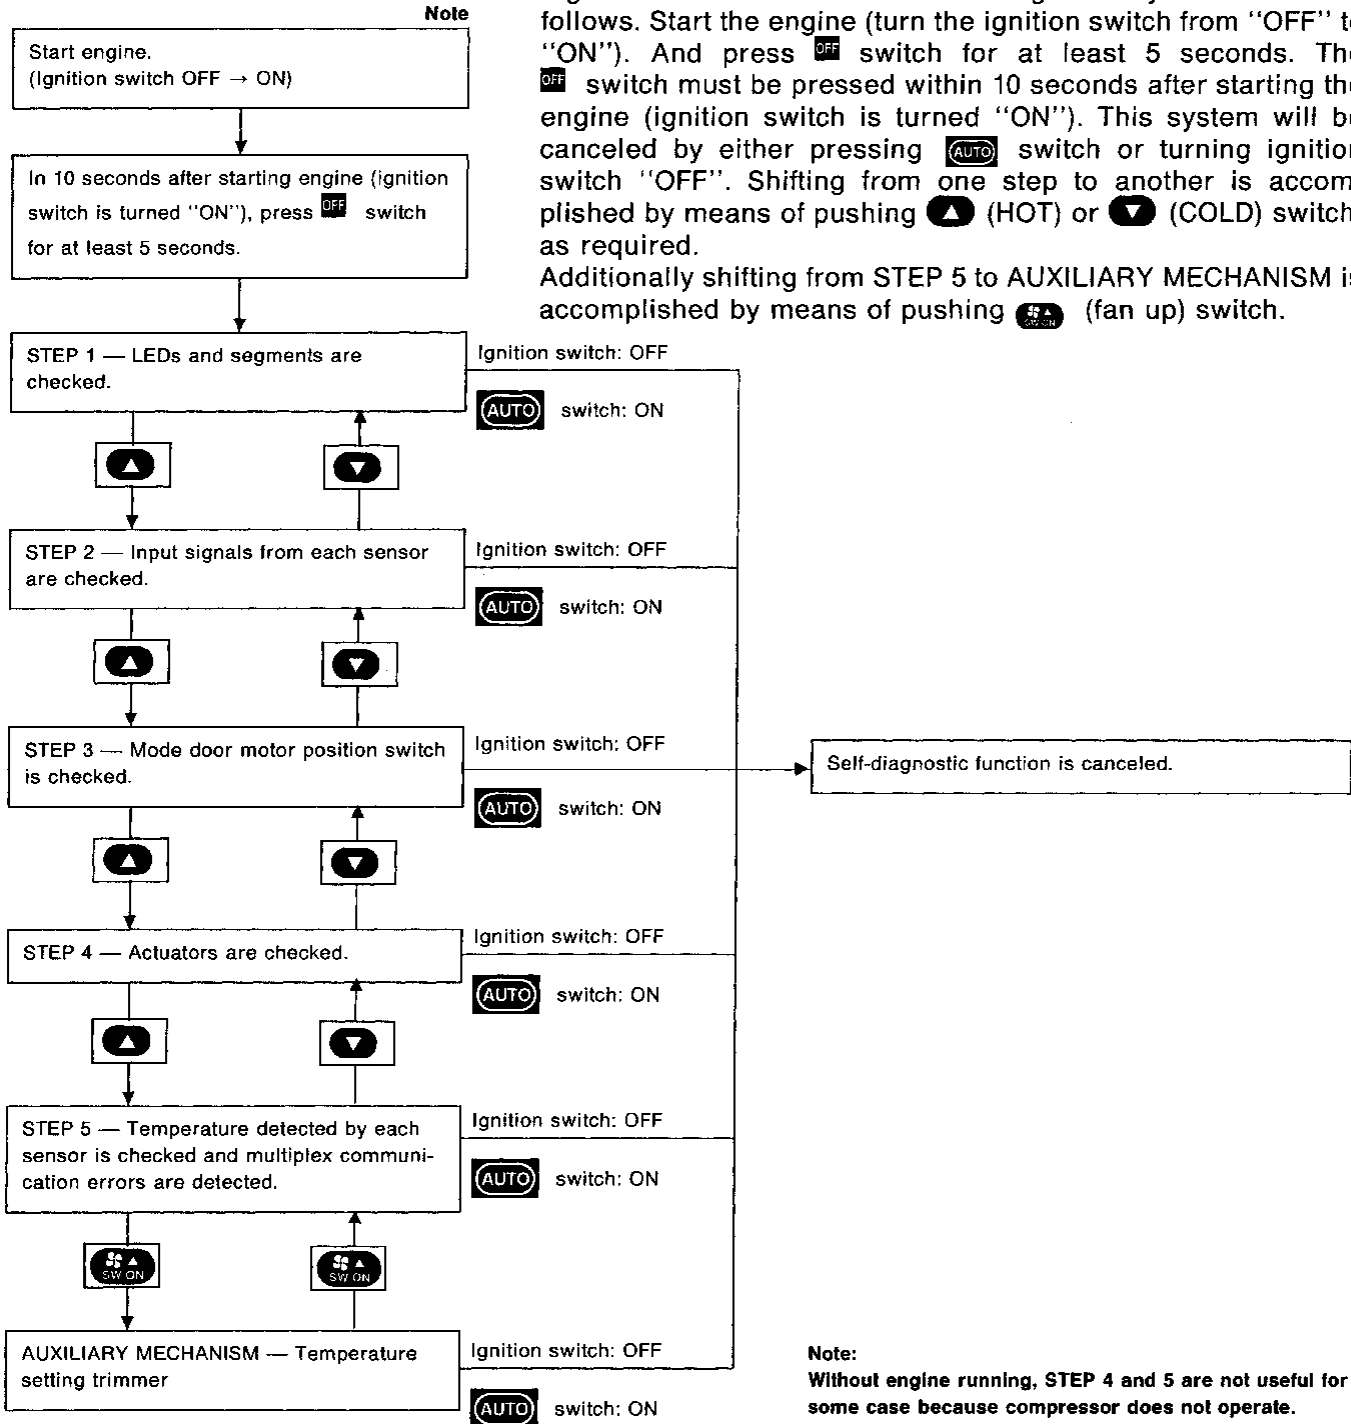 Note
Start engine.
(Ignition switch OFF → ON)
follows. Start the engine (turn the ignition switch from "OFF" t
"ON"). And press OFF switch for at least 5 seconds. Th
OFF switch must be pressed within 10 seconds after starting th
engine (ignition switch is turned "ON"). This system will b
canceled by either pressing AUTO switch or turning ignitio
switch "OFF". Shifting from one step to another is accom
plished by means of pushing ▲ (HOT) or ▼ (COLD) switch
as required.
Additionally shifting from STEP 5 to AUXILIARY MECHANISM i
accomplished by means of pushing (fan up) switch.
In 10 seconds after starting engine (ignition
switch is turned "ON"), press OFF switch
for at least 5 seconds.
STEP 1 — LEDs and segments are
checked.
Ignition switch: OFF
AUTO switch: ON
▲ ▼
STEP 2 — Input signals from each sensor
are checked.
Ignition switch: OFF
AUTO switch: ON
▲ ▼
STEP 3 — Mode door motor position switch
is checked.
Ignition switch: OFF
AUTO switch: ON
Self-diagnostic function is canceled.
▲ ▼
STEP 4 — Actuators are checked.
Ignition switch: OFF
AUTO switch: ON
▲ ▼
STEP 5 — Temperature detected by each
sensor is checked and multiplex communi-
cation errors are detected.
Ignition switch: OFF
AUTO switch: ON
SW ON
SW ON
AUXILIARY MECHANISM — Temperature
setting trimmer
Ignition switch: OFF
AUTO switch: ON
Note:
Without engine running, STEP 4 and 5 are not useful for
some case because compressor does not operate.